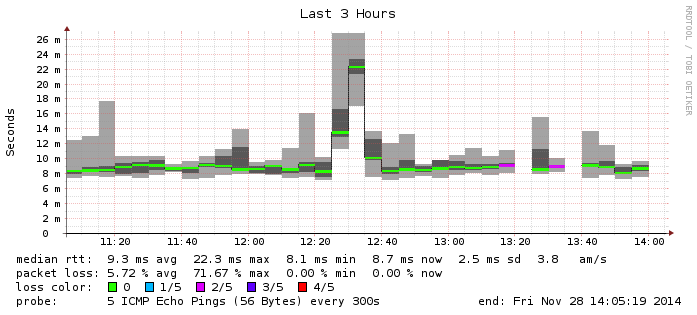 Last 3 Hours
RRDTOOL / TOBI OETIKER
Seconds
26 m
24 m
22 m
20 m
18 m
16 m
14 m
12 m
10 m
8 m
6 m
4 m
2 m
0
11:20 11:40 12:00 12:20 12:40 13:00 13:20 13:40 14:00
median rtt: 9.3 ms avg 22.3 ms max 8.1 ms min 8.7 ms now 2.5 ms sd 3.8 am/s
packet loss: 5.72 % avg 71.67 % max 0.00 % min 0.00 % now
loss color: 0 1/5 2/5 3/5 4/5
probe: 5 ICMP Echo Pings (56 Bytes) every 300s end: Fri Nov 28 14:05:19 2014